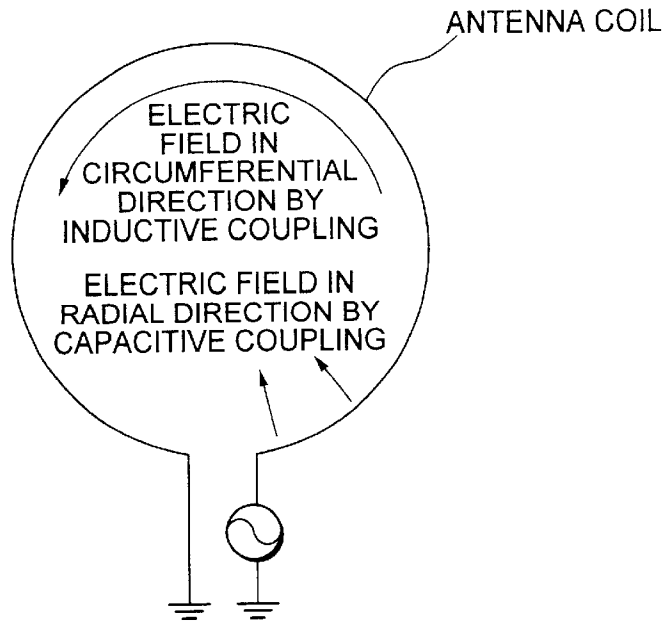 ANTENNA COIL
ELECTRIC
FIELD IN
CIRCUMFERENTIAL
DIRECTION BY
INDUCTIVE COUPLING
ELECTRIC FIELD IN
RADIAL DIRECTION BY
CAPACITIVE COUPLING